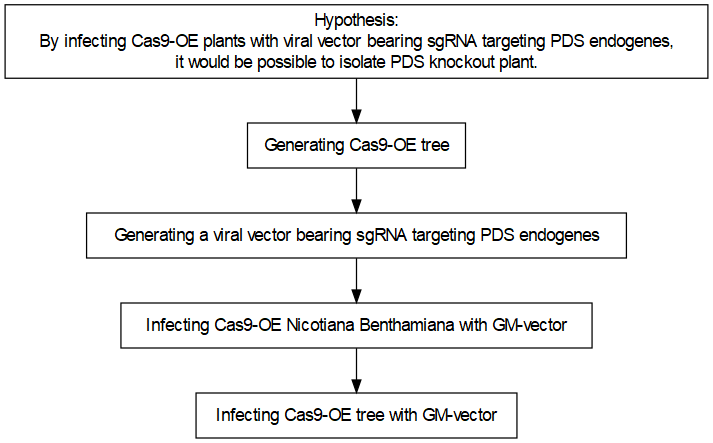 Hypothesis:
By infecting Cas9-OE plants with viral vector bearing sgRNA targeting PDS endogenes,
it would be possible to isolate PDS knockout plant.
Generating Cas9-OE tree
Generating a viral vector bearing sgRNA targeting PDS endogenes
Infecting Cas9-OE Nicotiana Benthamiana with GM-vector
Infecting Cas9-OE tree with GM-vector